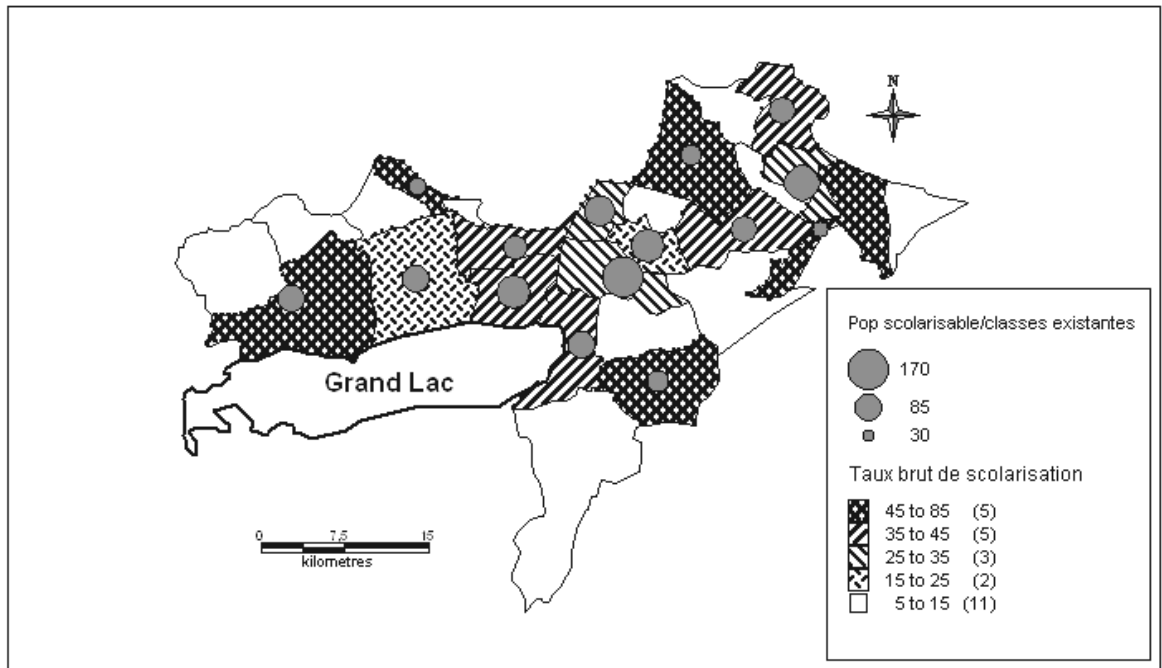 N
Grand Lac
0 7,5 15
kilometres
Pop scolarisable/classes existantes
170
85
30
Taux brut de scolarisation
45 to 85 (5)
35 to 45 (5)
25 to 35 (3)
15 to 25 (2)
5 to 15 (11)